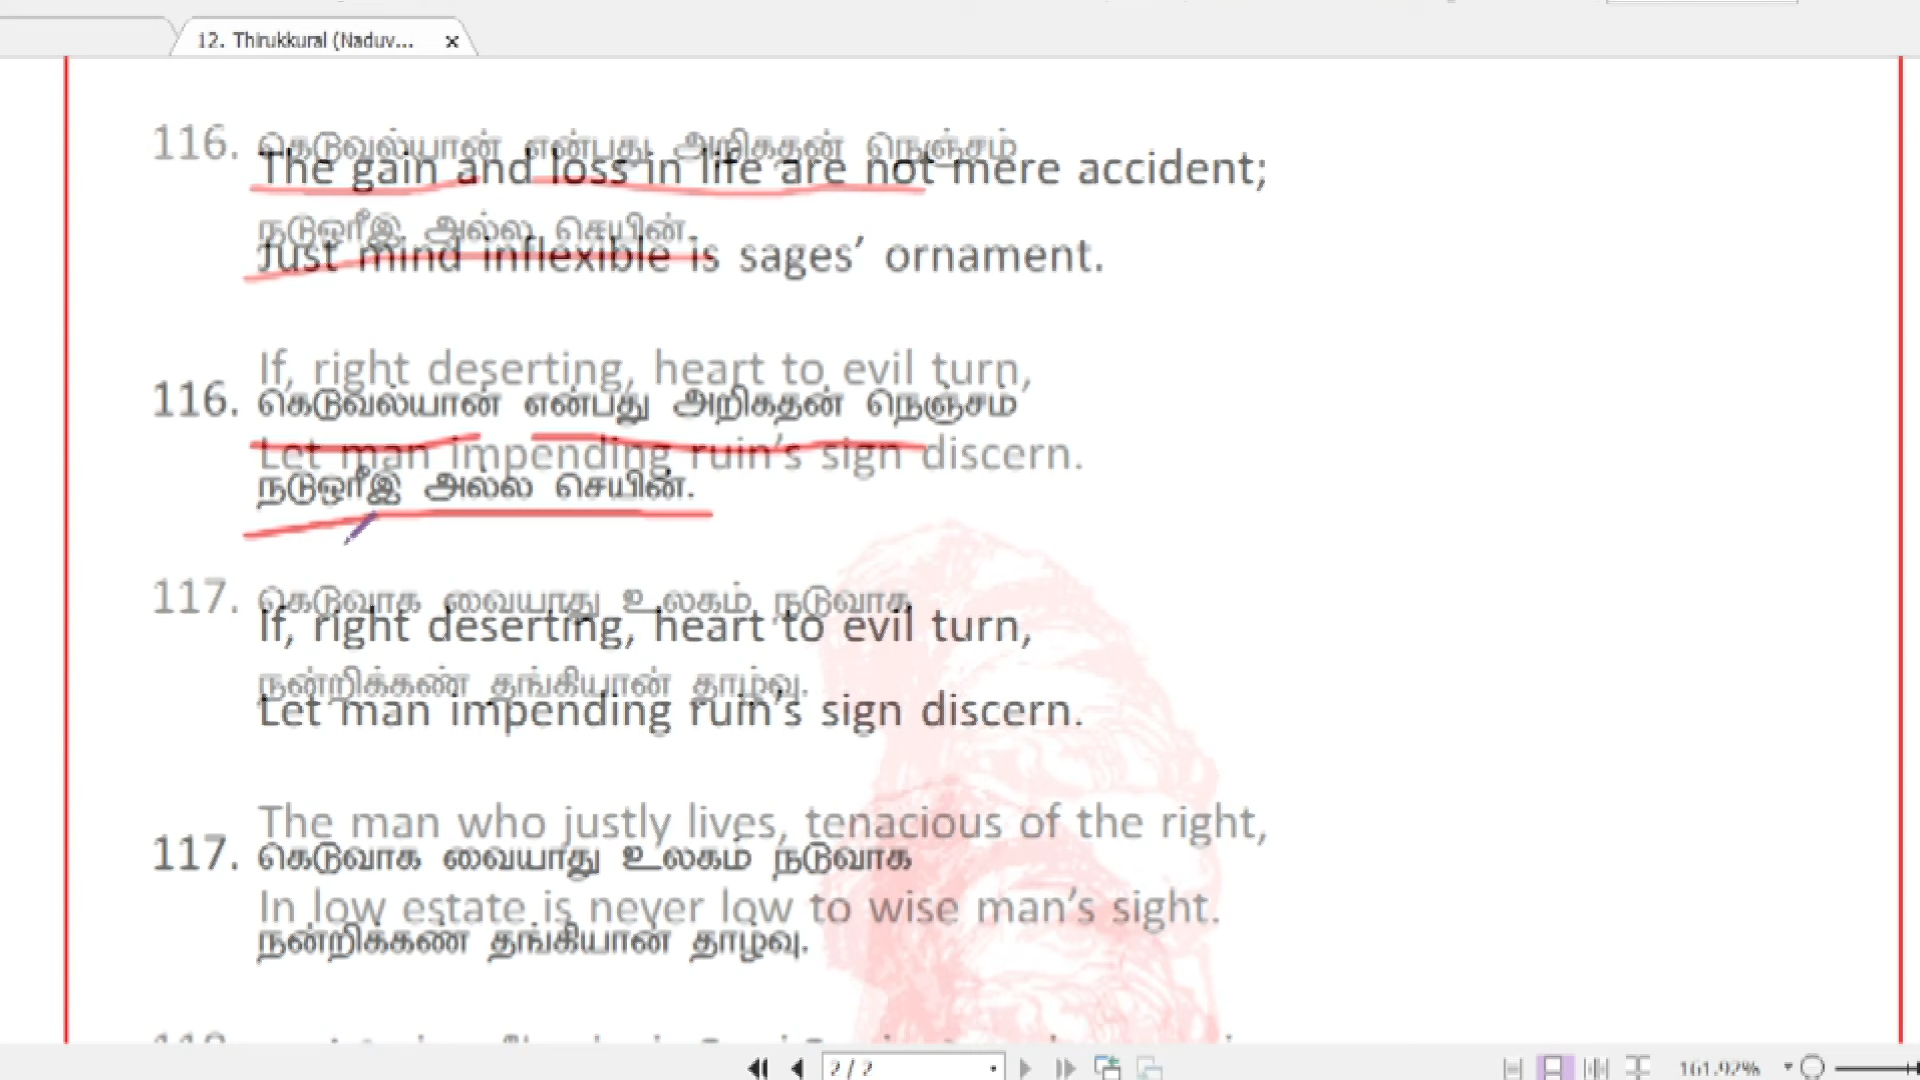 12. Thirukkural (Naduv...
116. கெடுவல்யான் என்பது அறிகதன் நெஞ்சம்
The gain and loss in life are not mere accident;
நடுஒரீஇ அல்ல செயின்.
Just mind inflexible is sages’ ornament.
If, right deserting, heart to evil turn,
116. கெடுவல்யான் என்பது அறிகதன் நெஞ்சம்
Let man impending ruin’s sign discern.
நடுஒரீஇ அல்ல செயின்.
117. கெடுவாக வையாது உலகம் நடுவாக
If, right deserting, heart to evil turn,
நன்றிக்கண் தங்கியான் தாழ்வு.
Let man impending ruin’s sign discern.
The man who justly lives, tenacious of the right,
117. கெடுவாக வையாது உலகம் நடுவாக
In low estate is never low to wise man’s sight.
நன்றிக்கண் தங்கியான் தாழ்வு.
2 / 2
161.92%